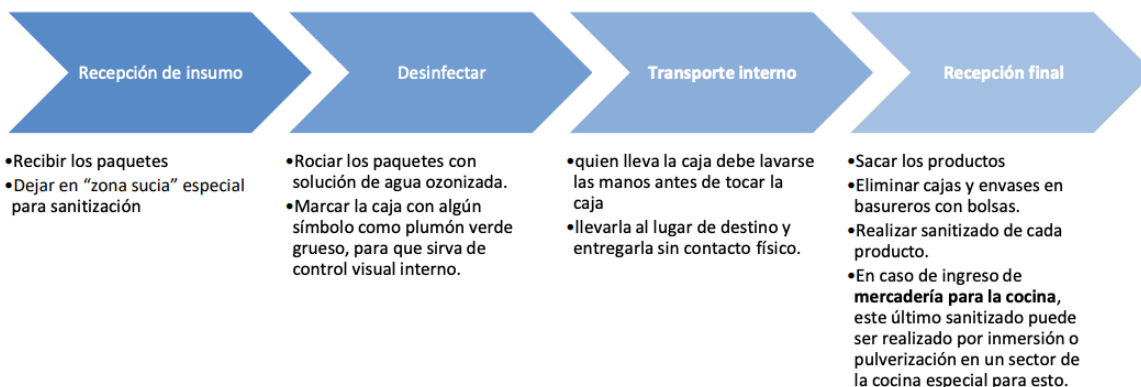 Recepción de insumo
•Recibir los paquetes
•Dejar en “zona sucia” especial
para sanitización
Desinfectar
•Rociar los paquetes con
solución de agua ozonizada.
•Marcar la caja con algún
símbolo como plumón verde
grueso, para que sirva de
control visual interno.
Transporte interno
•quien lleva la caja debe lavarse
las manos antes de tocar la
caja
•llevarla al lugar de destino y
entregarla sin contacto físico.
Recepción final
•Sacar los productos
•Eliminar cajas y envases en
basureros con bolsas.
•Realizar sanitizado de cada
producto.
•En caso de ingreso de
mercadería para la cocina,
este último sanitizado puede
ser realizado por inmersión o
pulverización en un sector de
la cocina especial para esto.